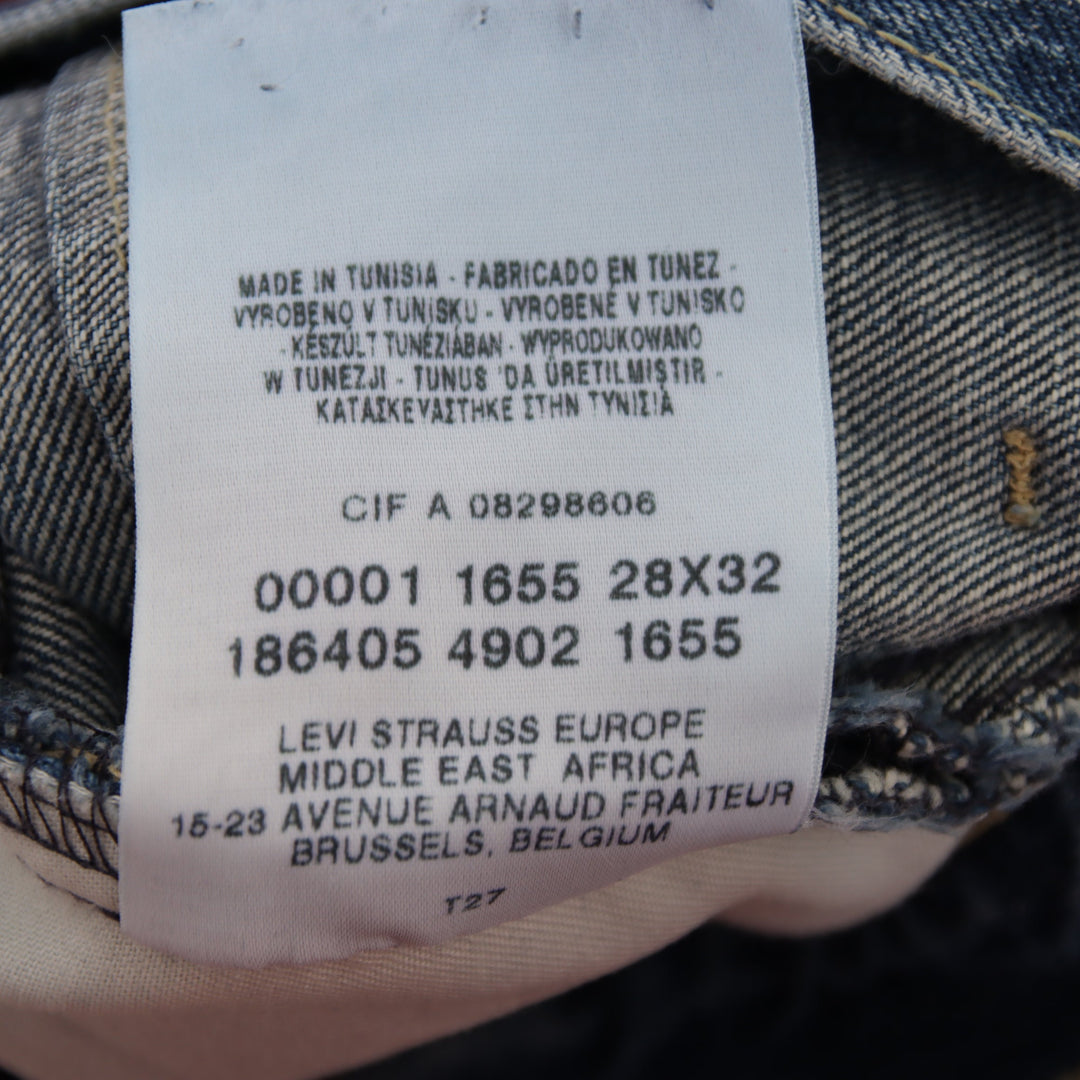 MADE IN TUNISIA - FABRICADO EN TUNEZ -
VYROBENO V TUNISKU - VYROBENÉ V TUNISKO
- KÉSZÜLT TUNÉZIÁBAN - WYPRODUKOWANO
W TUNEZJI - TUNUS 'DA ÜRETILMIŞTIR -
ΚΑΤΑΣΚΕΥΑΣΤΗΚΕ ΣΤΗΝ ΤΥΝΙΣΙΑ
CIF A 08298606
00001 1655 28X32
186405 4902 1655
LEVI STRAUSS EUROPE
MIDDLE EAST AFRICA
15-23 AVENUE ARNAUD FRAITEUR
BRUSSELS, BELGIUM
T27